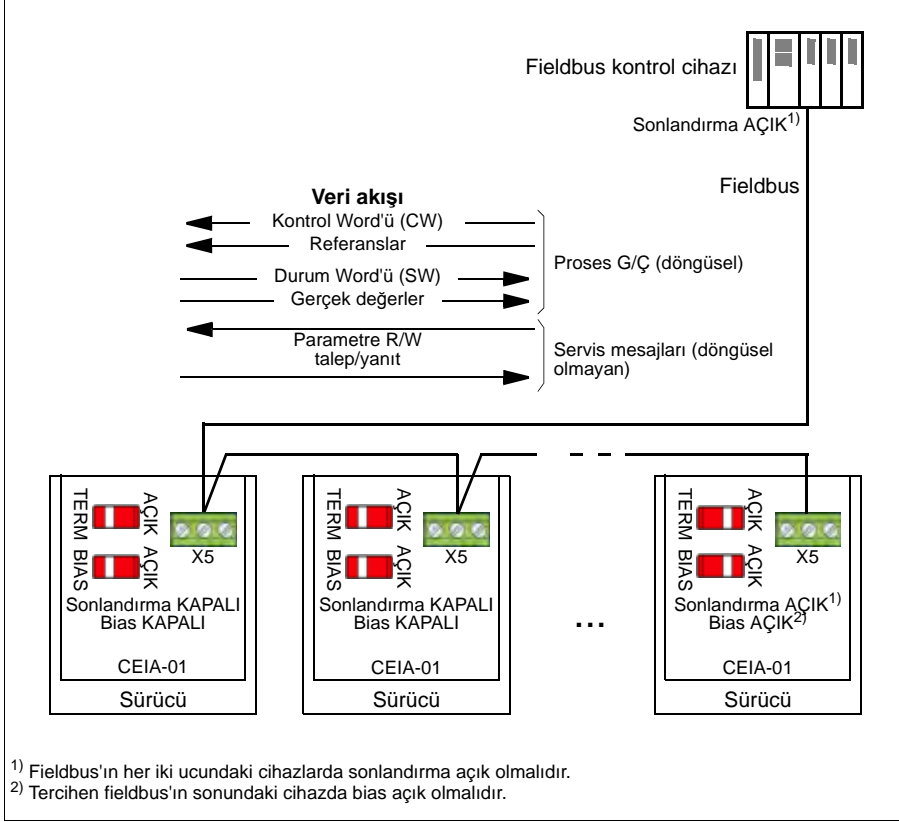 Fieldbus kontrol cihazı
Sonlandırma AÇIK1)
Fieldbus
Veri akışı
Kontrol Word'ü (CW)
Referanslar
Durum Word'ü (SW)
Gerçek değerler
Proses G/Ç (döngüsel)
Parametre R/W
talep/yanıt
Servis mesajları (döngüsel
olmayan)
TERM
AÇIK
BIAS
AÇIK
X5
Sonlandırma KAPALI
Bias KAPALI
CEIA-01
Sürücü
TERM
AÇIK
BIAS
AÇIK
X5
Sonlandırma KAPALI
Bias KAPALI
CEIA-01
Sürücü
...
TERM
AÇIK
BIAS
AÇIK
X5
Sonlandırma AÇIK1)
Bias AÇIK2)
CEIA-01
Sürücü
1) Fieldbus'ın her iki ucundaki cihazlarda sonlandırma açık olmalıdır.
2) Tercihen fieldbus'ın sonundaki cihazda bias açık olmalıdır.